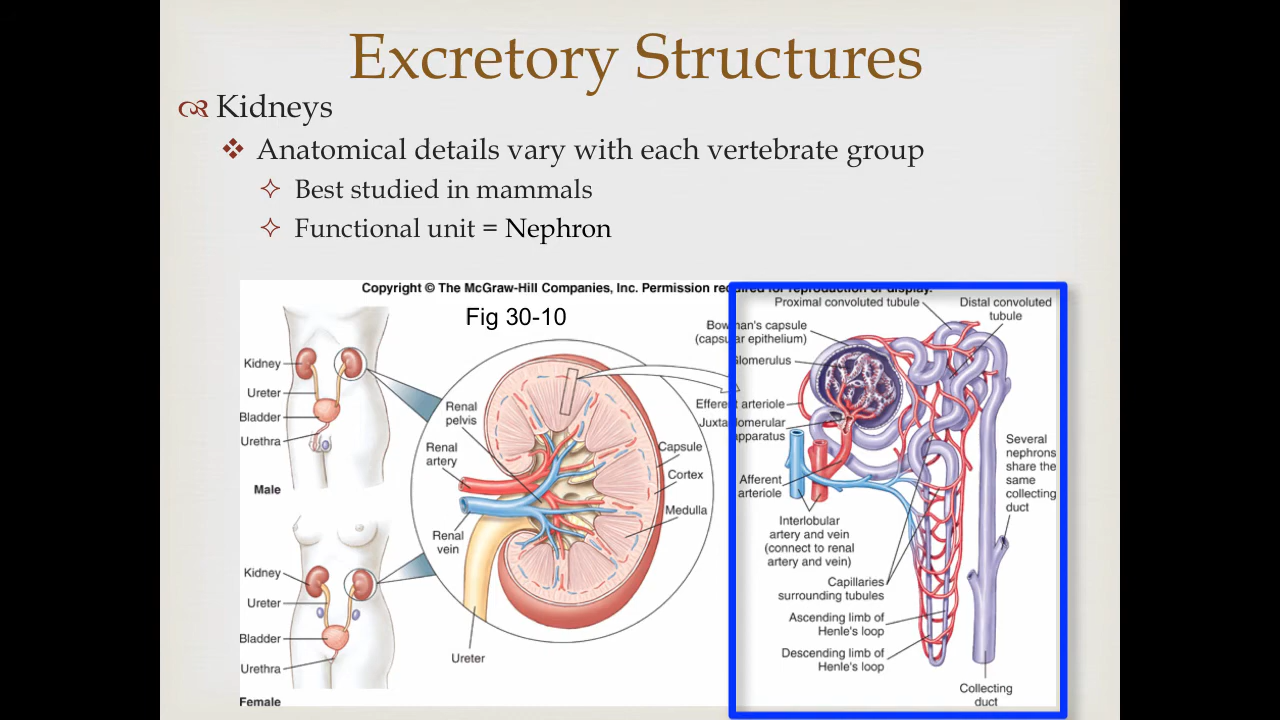 Excretory Structures
Kidneys
Anatomical details vary with each vertebrate group
Best studied in mammals
Functional unit = Nephron
Copyright © The McGraw-Hill Companies, Inc. Permission required for reproduction or display.
Fig 30-10
Kidney
Ureter
Bladder
Urethra
Male
Kidney
Ureter
Bladder
Urethra
Female
Renal
pelvis
Renal
artery
Renal
vein
Ureter
Capsule
Cortex
Medulla
Proximal convoluted tubule
Distal convoluted
tubule
Bowman's capsule
(capsular epithelium)
Glomerulus
Efferent arteriole
Juxtaglomerular
apparatus
Afferent
arteriole
Interlobular
artery and vein
(connect to renal
artery and vein)
Capillaries
surrounding tubules
Ascending limb of
Henle's loop
Descending limb of
Henle's loop
Several
nephrons
share the
same
collecting
duct
Collecting
duct